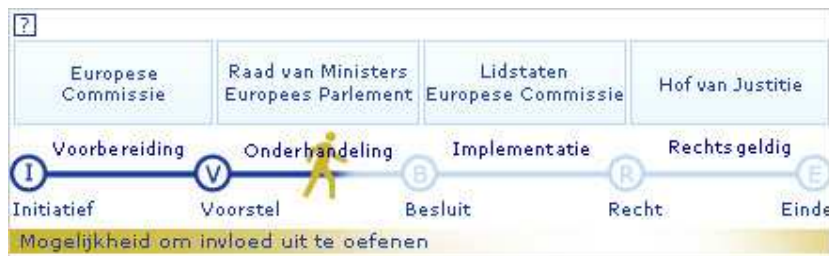 ?
Europese
Commissie
Raad van Ministers
Europees Parlement
Lidstaten
Europese Commissie
Hof van Justitie
Voorbereiding
Onderhandeling
Implementatie
Rechtsgeldig
I
V
B
R
E
Initiatief
Voorstel
Besluit
Recht
Einde
Mogelijkheid om invloed uit te oefenen